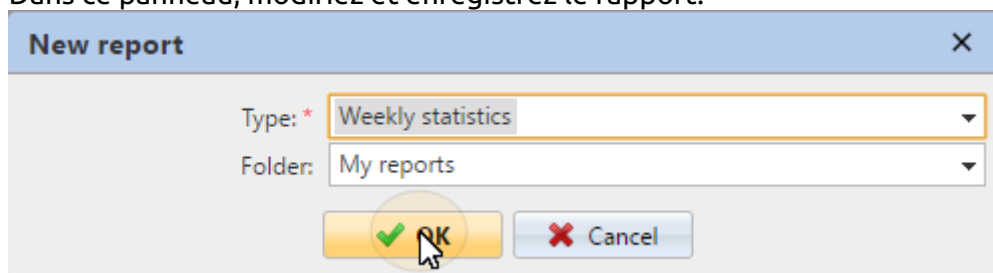 Dans ce panneau, modifiez et enregistrez le rapport.
New report
Type: * Weekly statistics
Folder: My reports
OK Cancel